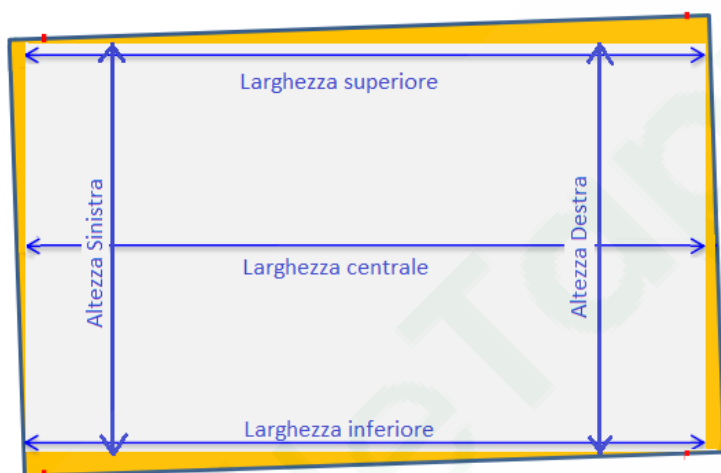 Larghezza superiore
Altezza Sinistra
Larghezza centrale
Altezza Destra
Larghezza inferiore